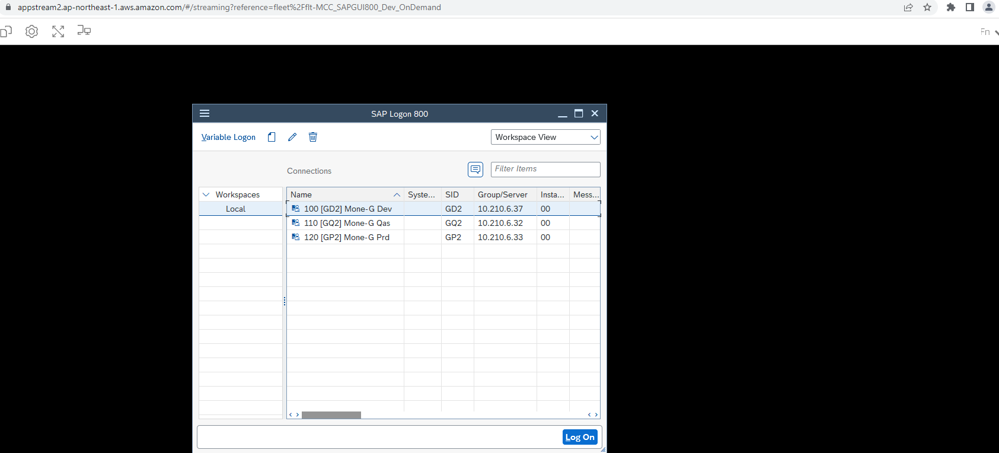 appstream2.ap-northeast-1.aws.amazon.com/#/streaming?reference=fleet%2Fflt-MCC_SAPGUI800_Dev_OnDemand
Fn
SAP Logon 800
Variable Logon
Workspace View
Connections
Filter Items
Workspaces
Local
Name Syste... SID Group/Server Insta... Mess...
100 [GD2] Mone-G Dev GD2 10.210.6.37 00
110 [GQ2] Mone-G Qas GQ2 10.210.6.32 00
120 [GP2] Mone-G Prd GP2 10.210.6.33 00
Log On